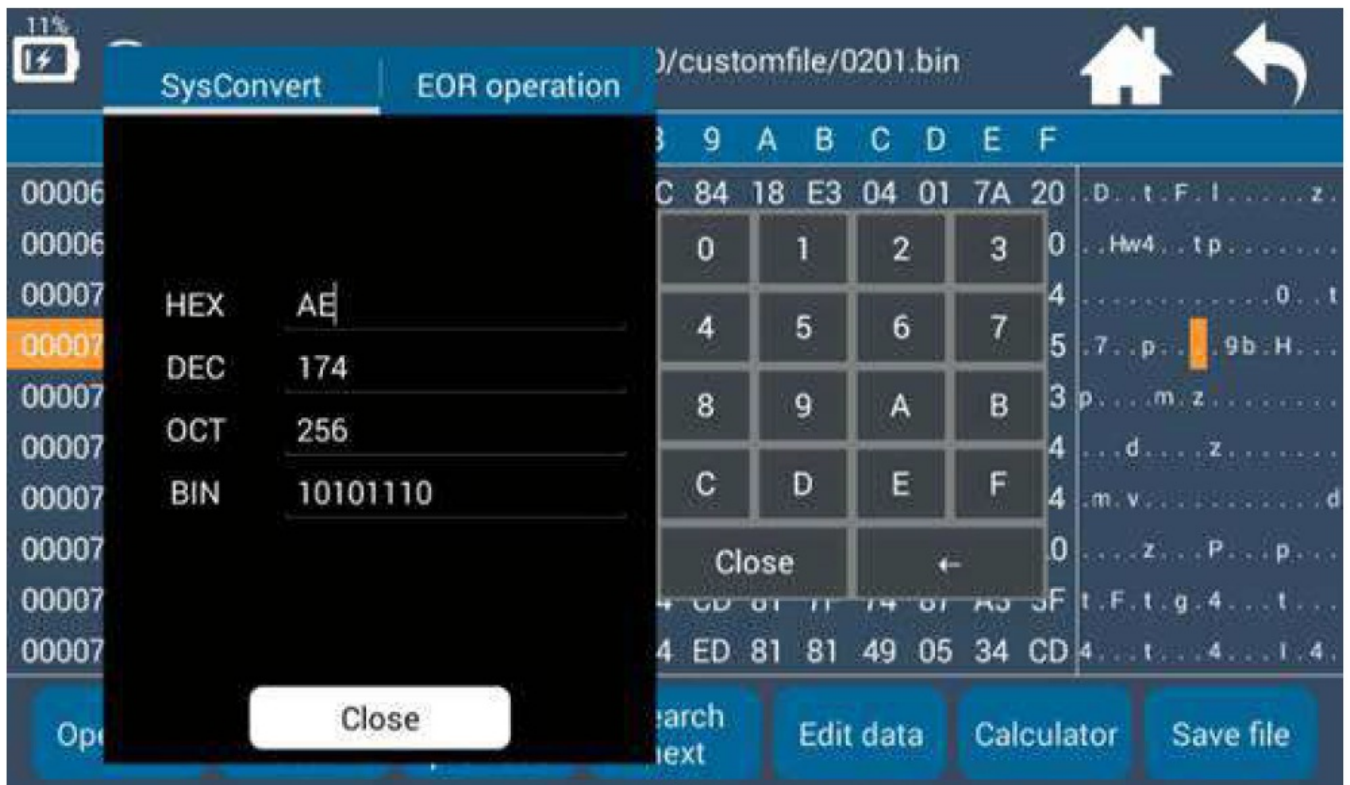 11%
0/customfile/0201.bin
SysConvert EOR operation
9 A B C D E F
00006 C 84 18 E3 04 01 7A 20 .D..t.F.l.....z.
00006 0 ..Hw4..tp.......
00007 4 ............0..t
00007 5 .7..p...9b.H...
00007 3 p....m.z........
00007 4 ...d....z.......
00007 4 .m.v...........d
00007 .0 ....z...P...p...
00007 t.F.t.g.4...t...
00007 4 ED 81 81 49 05 34 CD 4...t...4...l.4.
HEX AE
DEC 174
OCT 256
BIN 10101110
0 1 2 3
4 5 6 7
8 9 A B
C D E F
Close ←
Close
Edit data Calculator Save file